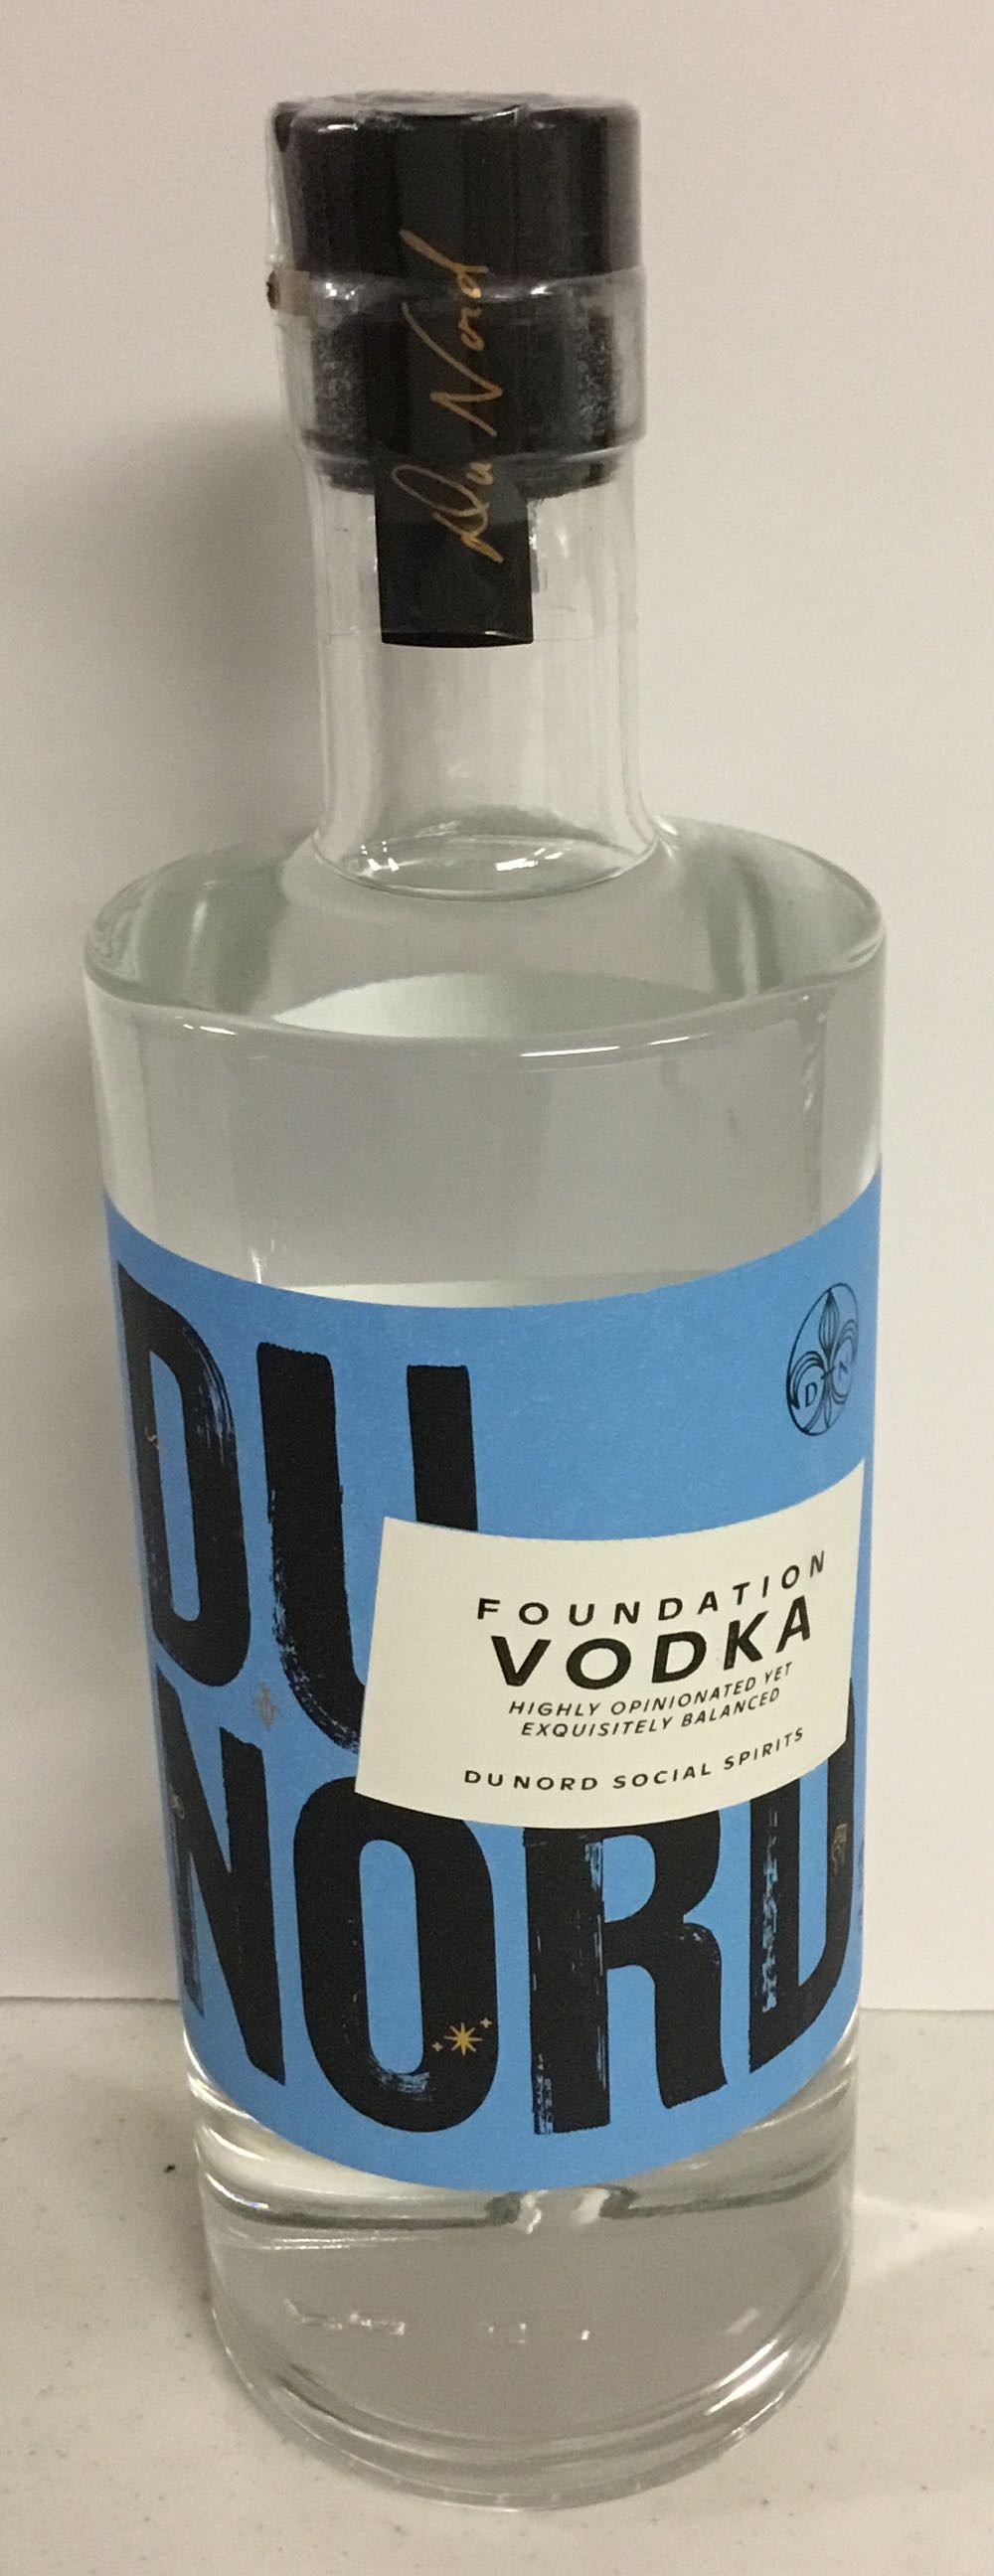 Du Nord
DU
D N
FOUNDATION
VODKA
HIGHLY OPINIONATED YET
EXQUISITELY BALANCED
DU NORD SOCIAL SPIRITS
NORD